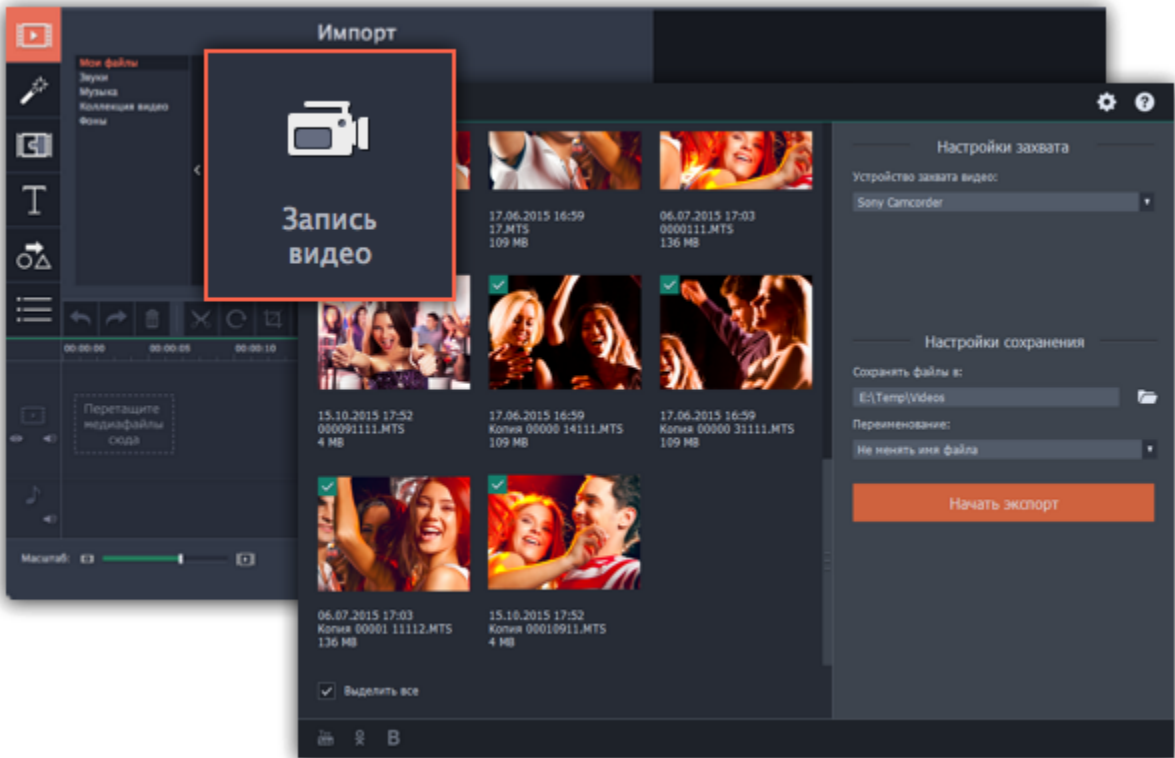 Импорт
Мои файлы
Звуки
Музыка
Коллекция видео
Фоны
Запись
видео
00:00:00 00:00:05 00:00:10
Перетащите
медиафайлы
сюда
Масштаб:
17.06.2015 16:59
17.MTS
109 MB
06.07.2015 17:03
0000111.MTS
136 MB
15.10.2015 17:52
000091111.MTS
4 MB
17.06.2015 16:59
Копия 00000 14111.MTS
109 MB
17.06.2015 16:59
Копия 00000 31111.MTS
109 MB
06.07.2015 17:03
Копия 00001 11112.MTS
136 MB
15.10.2015 17:52
Копия 00010911.MTS
4 MB
Выделить все
You
Tube
B
Настройки захвата
Устройство захвата видео:
Sony Camcorder
Настройки сохранения
Сохранять файлы в:
E:\Temp\Videos
Переименование:
Не менять имя файла
Начать экспорт